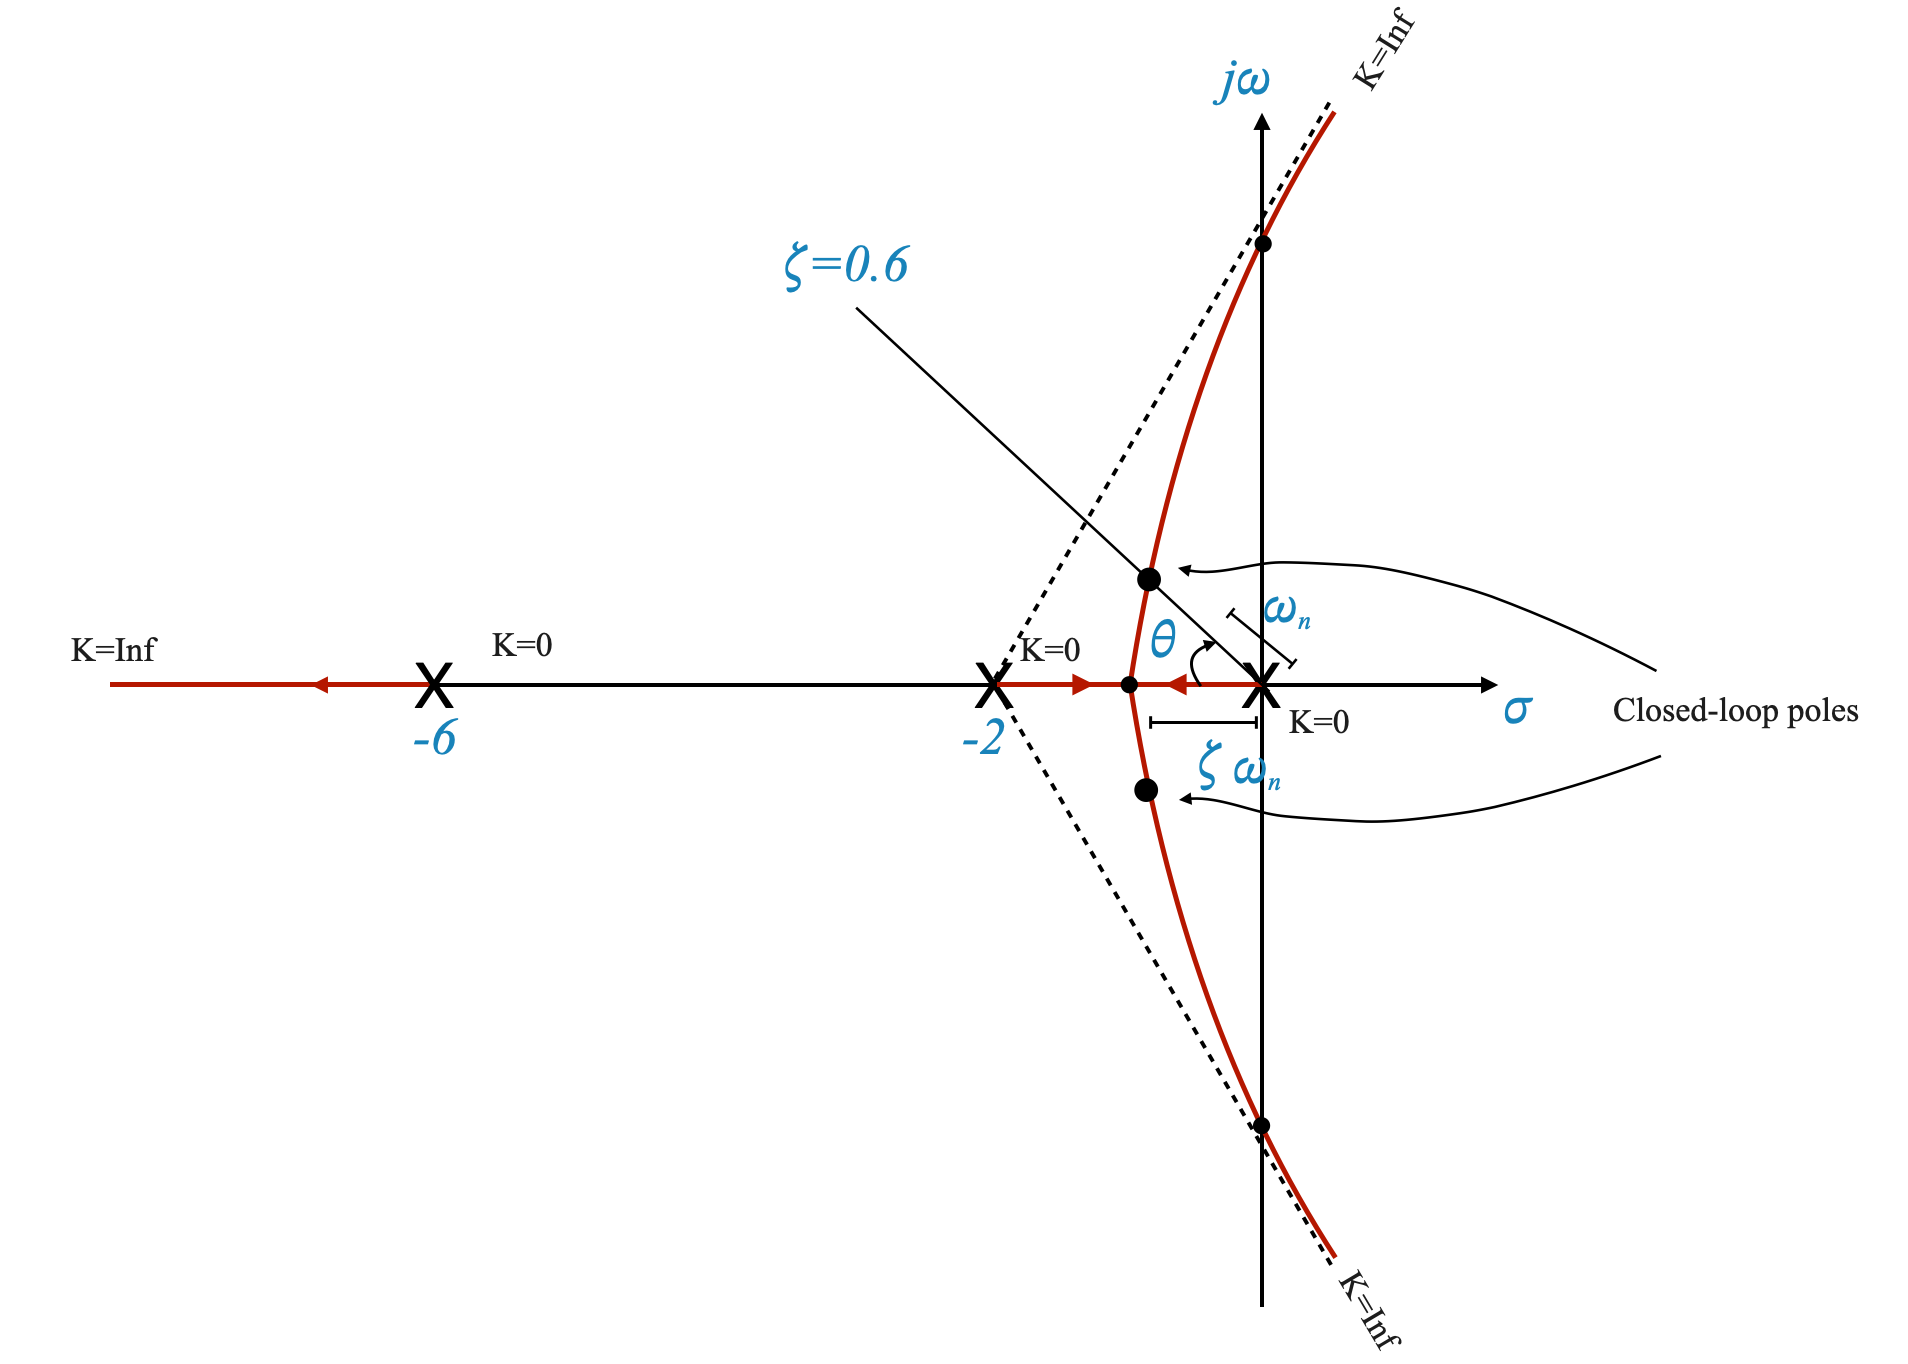 K=Inf
jω
ζ=0.6
ωn
θ
K=Inf
K=0
K=0
-6
-2
K=0
σ
Closed-loop poles
ζ ωn
K=Inf